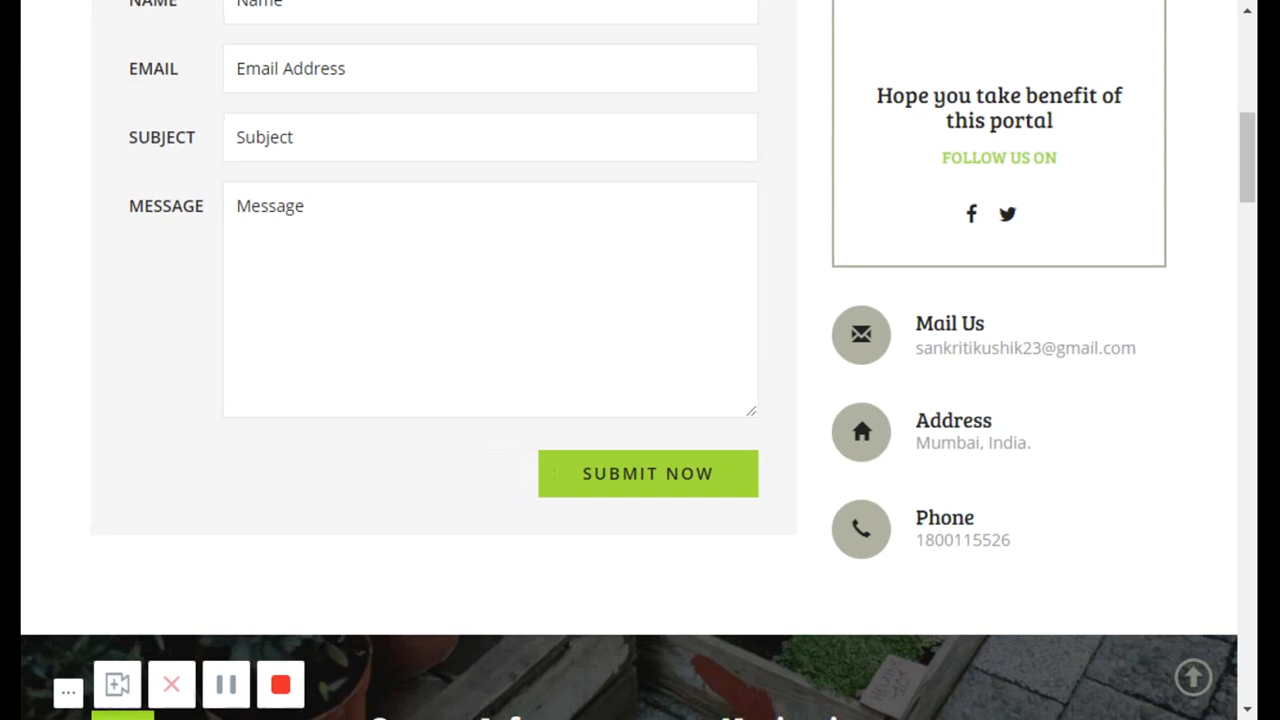 NAME
Name
EMAIL
Email Address
SUBJECT
Subject
MESSAGE
Message
SUBMIT NOW
Hope you take benefit of
this portal
FOLLOW US ON
Mail Us
sankritikushik23@gmail.com
Address
Mumbai, India.
Phone
1800115526